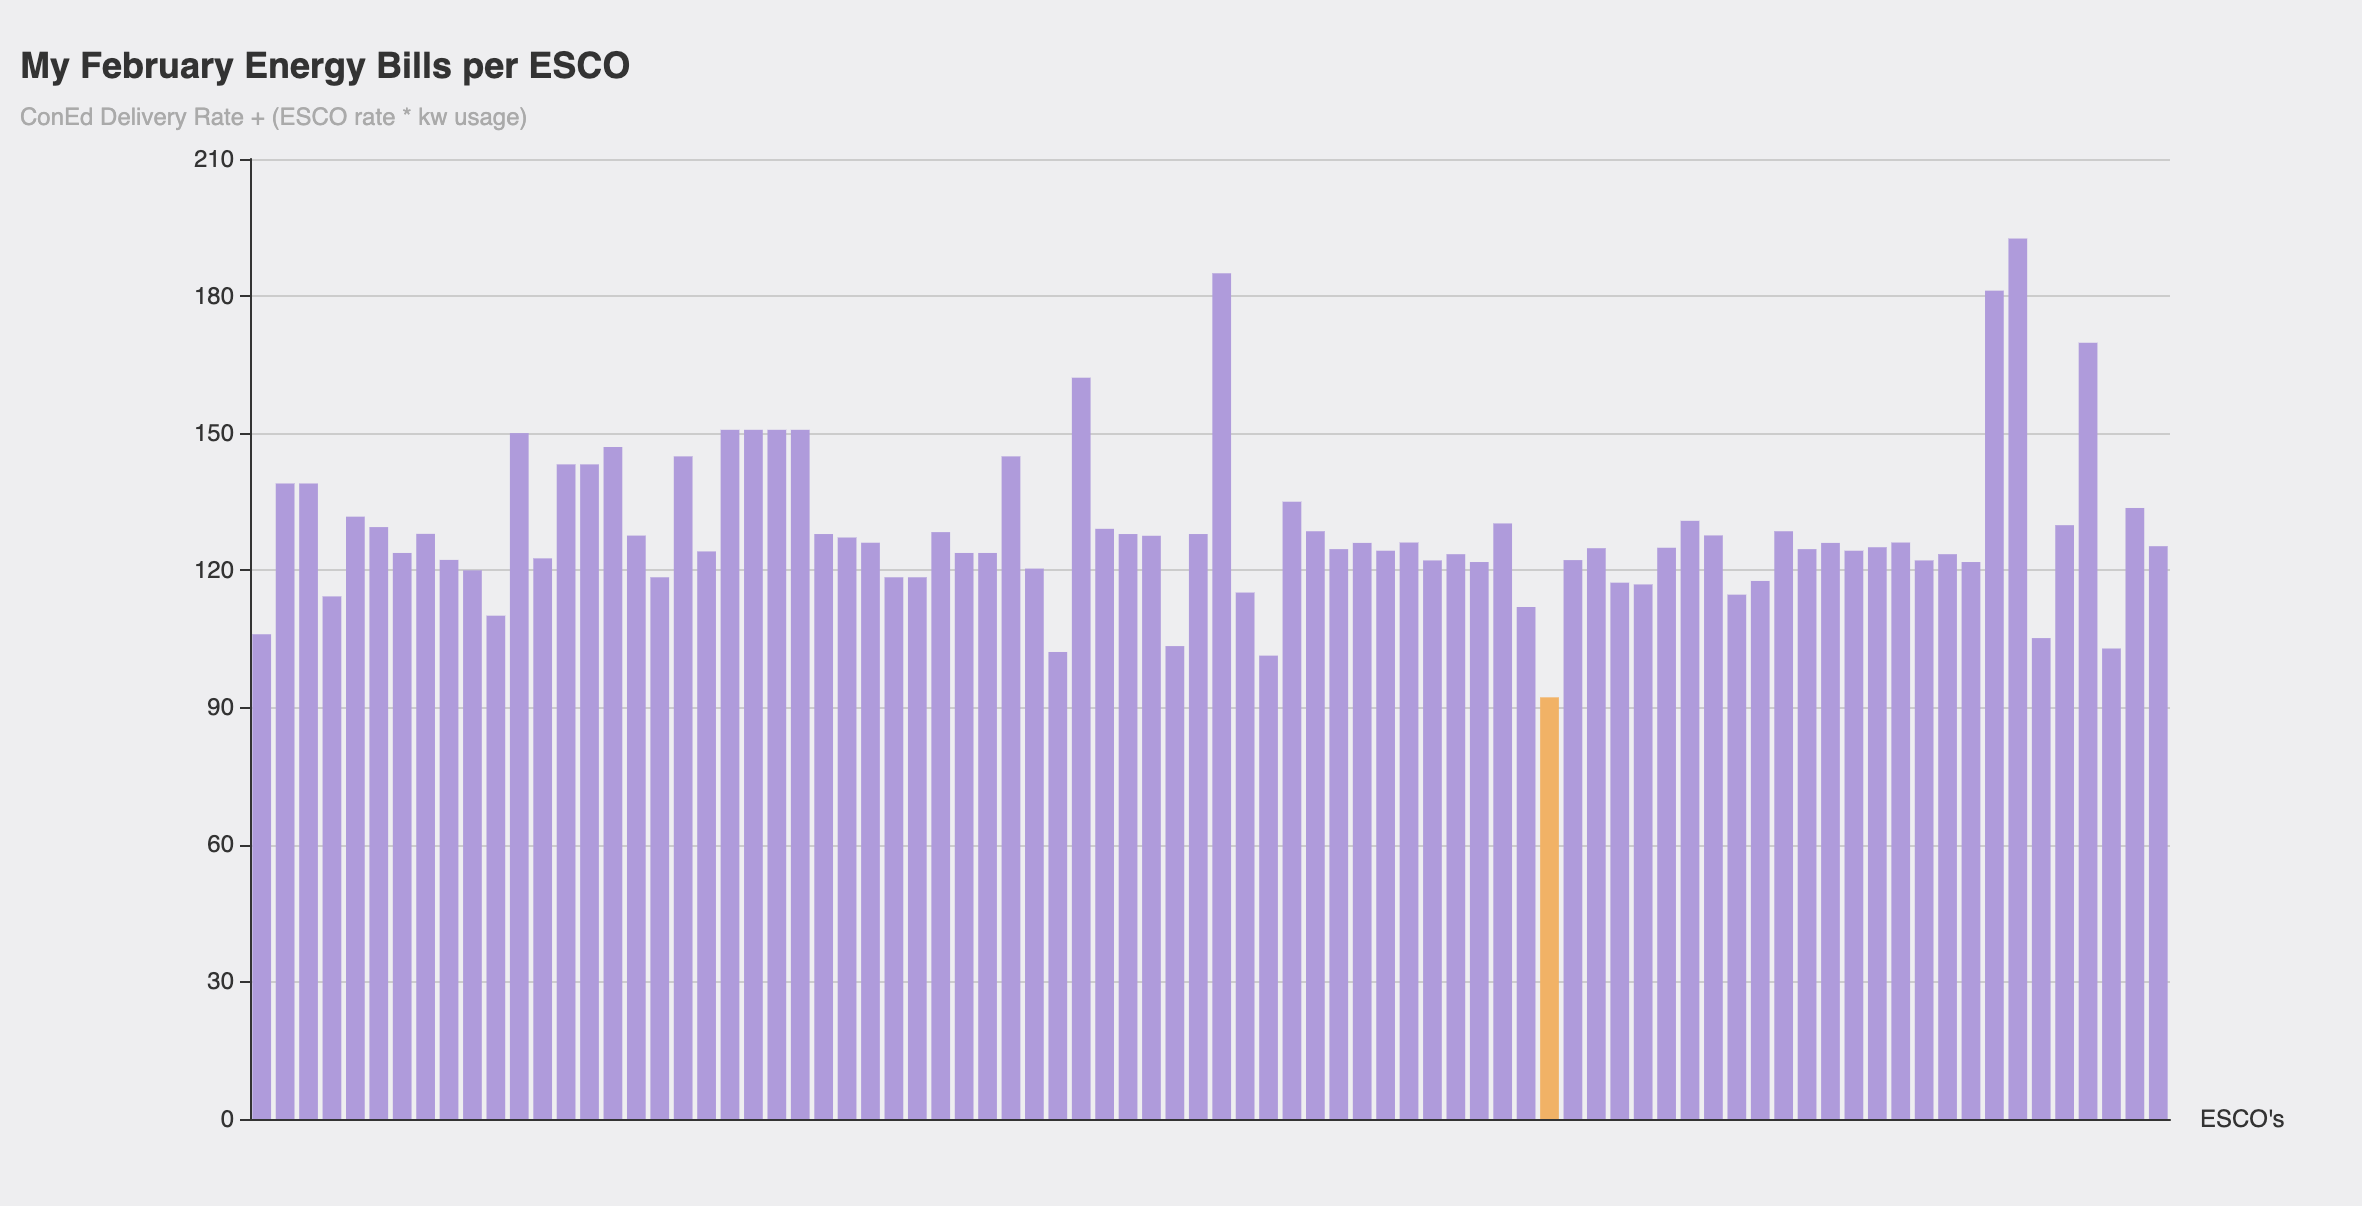 My February Energy Bills per ESCO
ConEd Delivery Rate + (ESCO rate * kw usage)
210
180
150
120
90
60
30
0
ESCO's